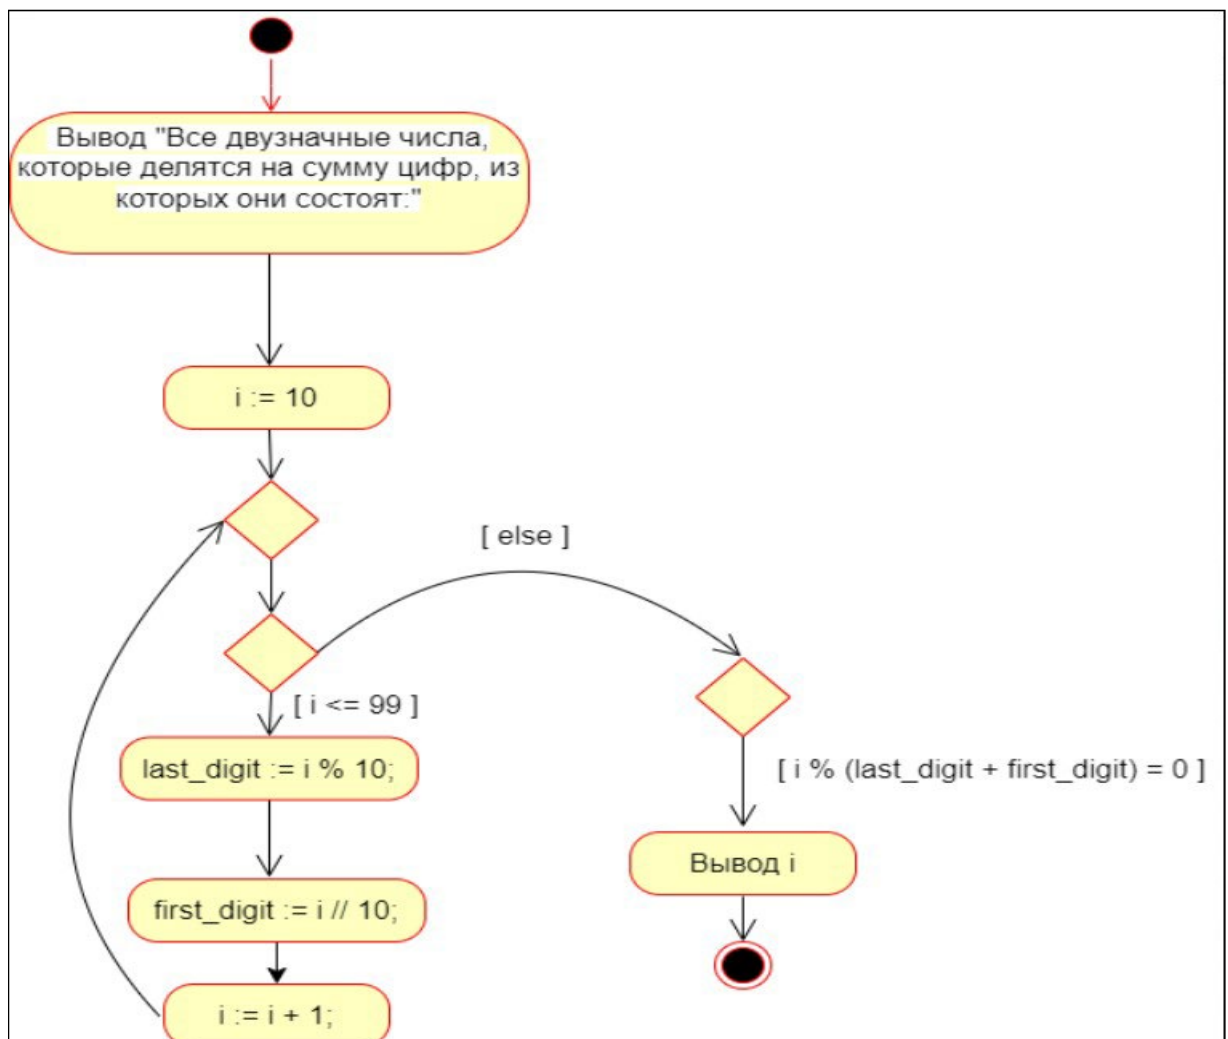 Вывод "Все двузначные числа,
которые делятся на сумму цифр, из
которых они состоят:"
i := 10
[ else ]
[ i <= 99 ]
last_digit := i % 10;
[ i % (last_digit + first_digit) = 0 ]
Вывод i
first_digit := i // 10;
i := i + 1;